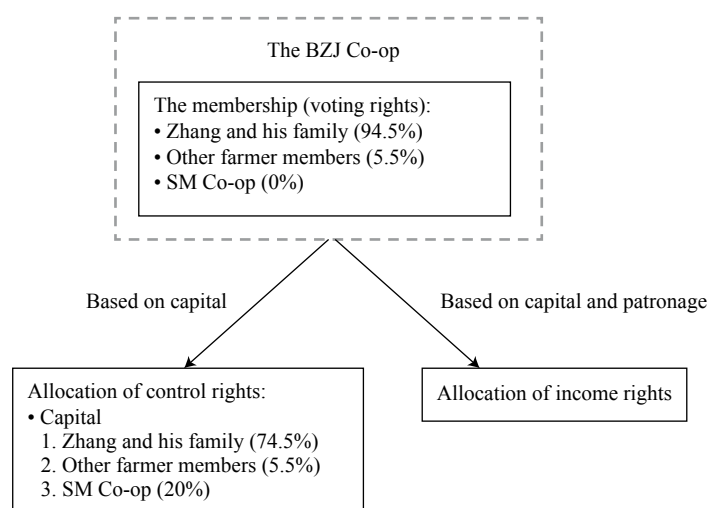 The BZJ Co-op
The membership (voting rights):
• Zhang and his family (94.5%)
• Other farmer members (5.5%)
• SM Co-op (0%)
Based on capital
Based on capital and patronage
Allocation of control rights:
• Capital
1. Zhang and his family (74.5%)
2. Other farmer members (5.5%)
3. SM Co-op (20%)
Allocation of income rights